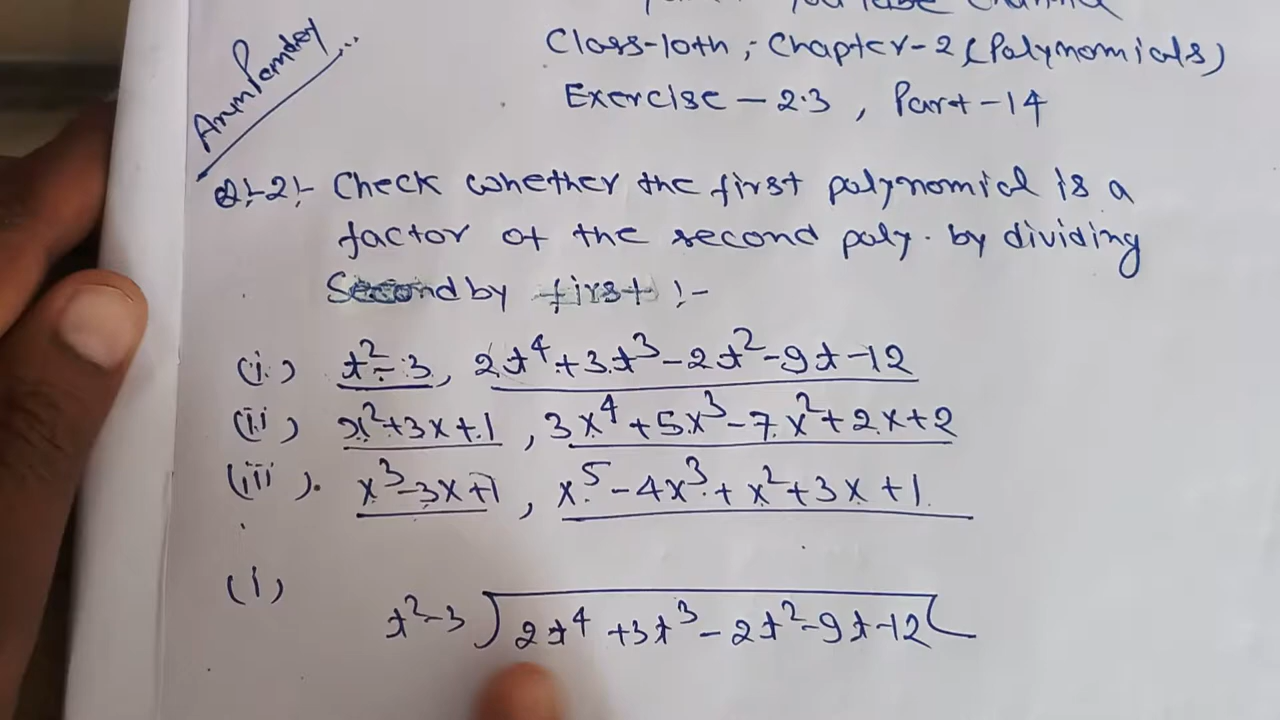 YouTube Channel
Class-10th ; Chapter-2 (Polynomials)
Exercise - 2.3 , Part-14
Q!-2!- Check whether the first polynomial is a
factor of the second poly. by dividing
Second by first :-
(i) t²-3, 2t⁴+3t³-2t²-9t-12
(ii) x²+3x+1, 3x⁴+5x³-7x²+2x+2
(iii). x³-3x+1, x⁵-4x³+x²+3x+1.
(i)
t²-3) 2t⁴+3t³-2t²-9t-12(